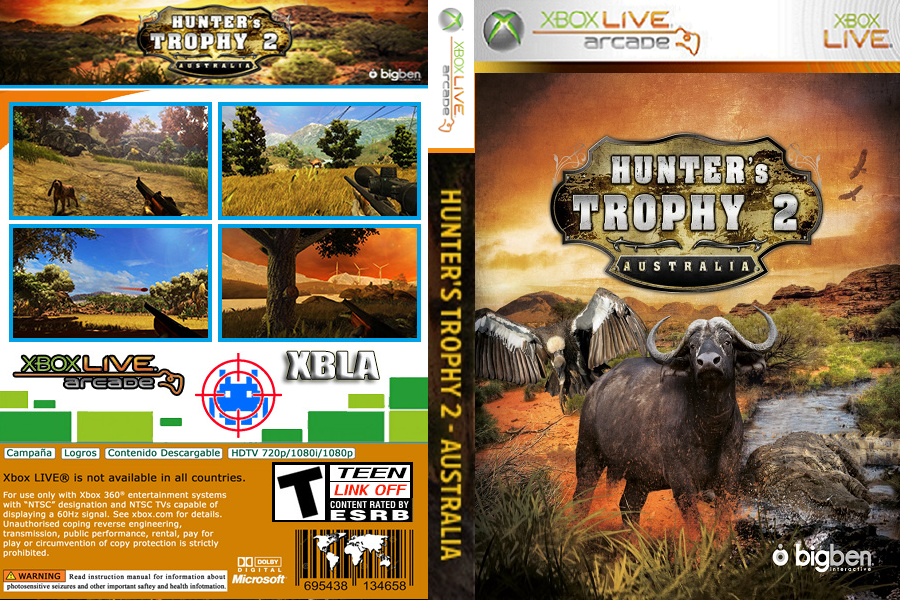 HUNTER's
TROPHY 2
AUSTRALIA
bigben
XBOX LIVE
arcade
XBLA
Campaña Logros Contenido Descargable HDTV 720p/1080i/1080p
Xbox LIVE® is not available in all countries.
For use only with Xbox 360® entertainment systems
with "NTSC" designation and NTSC TVs capable of
displaying a 60Hz signal. See xbox.com for details.
Unauthorised coping reverse engineering,
transmission, public performance, rental, pay for
play or circumvention of copy protection is strictly
prohibited.
WARNING Read instruction manual for information about
photosensitive seizures and other important saftey and health infotmation.
T
TEEN
LINK OFF
CONTENT RATED BY
ESRB
DOLBY
DIGITAL
Microsoft
695438 134658
XBOX LIVE
arcade
HUNTER'S TROPHY 2 - AUSTRALIA
XBOX LIVE
arcade
XBOX
LIVE
HUNTER's
TROPHY 2
AUSTRALIA
bigben
interactive